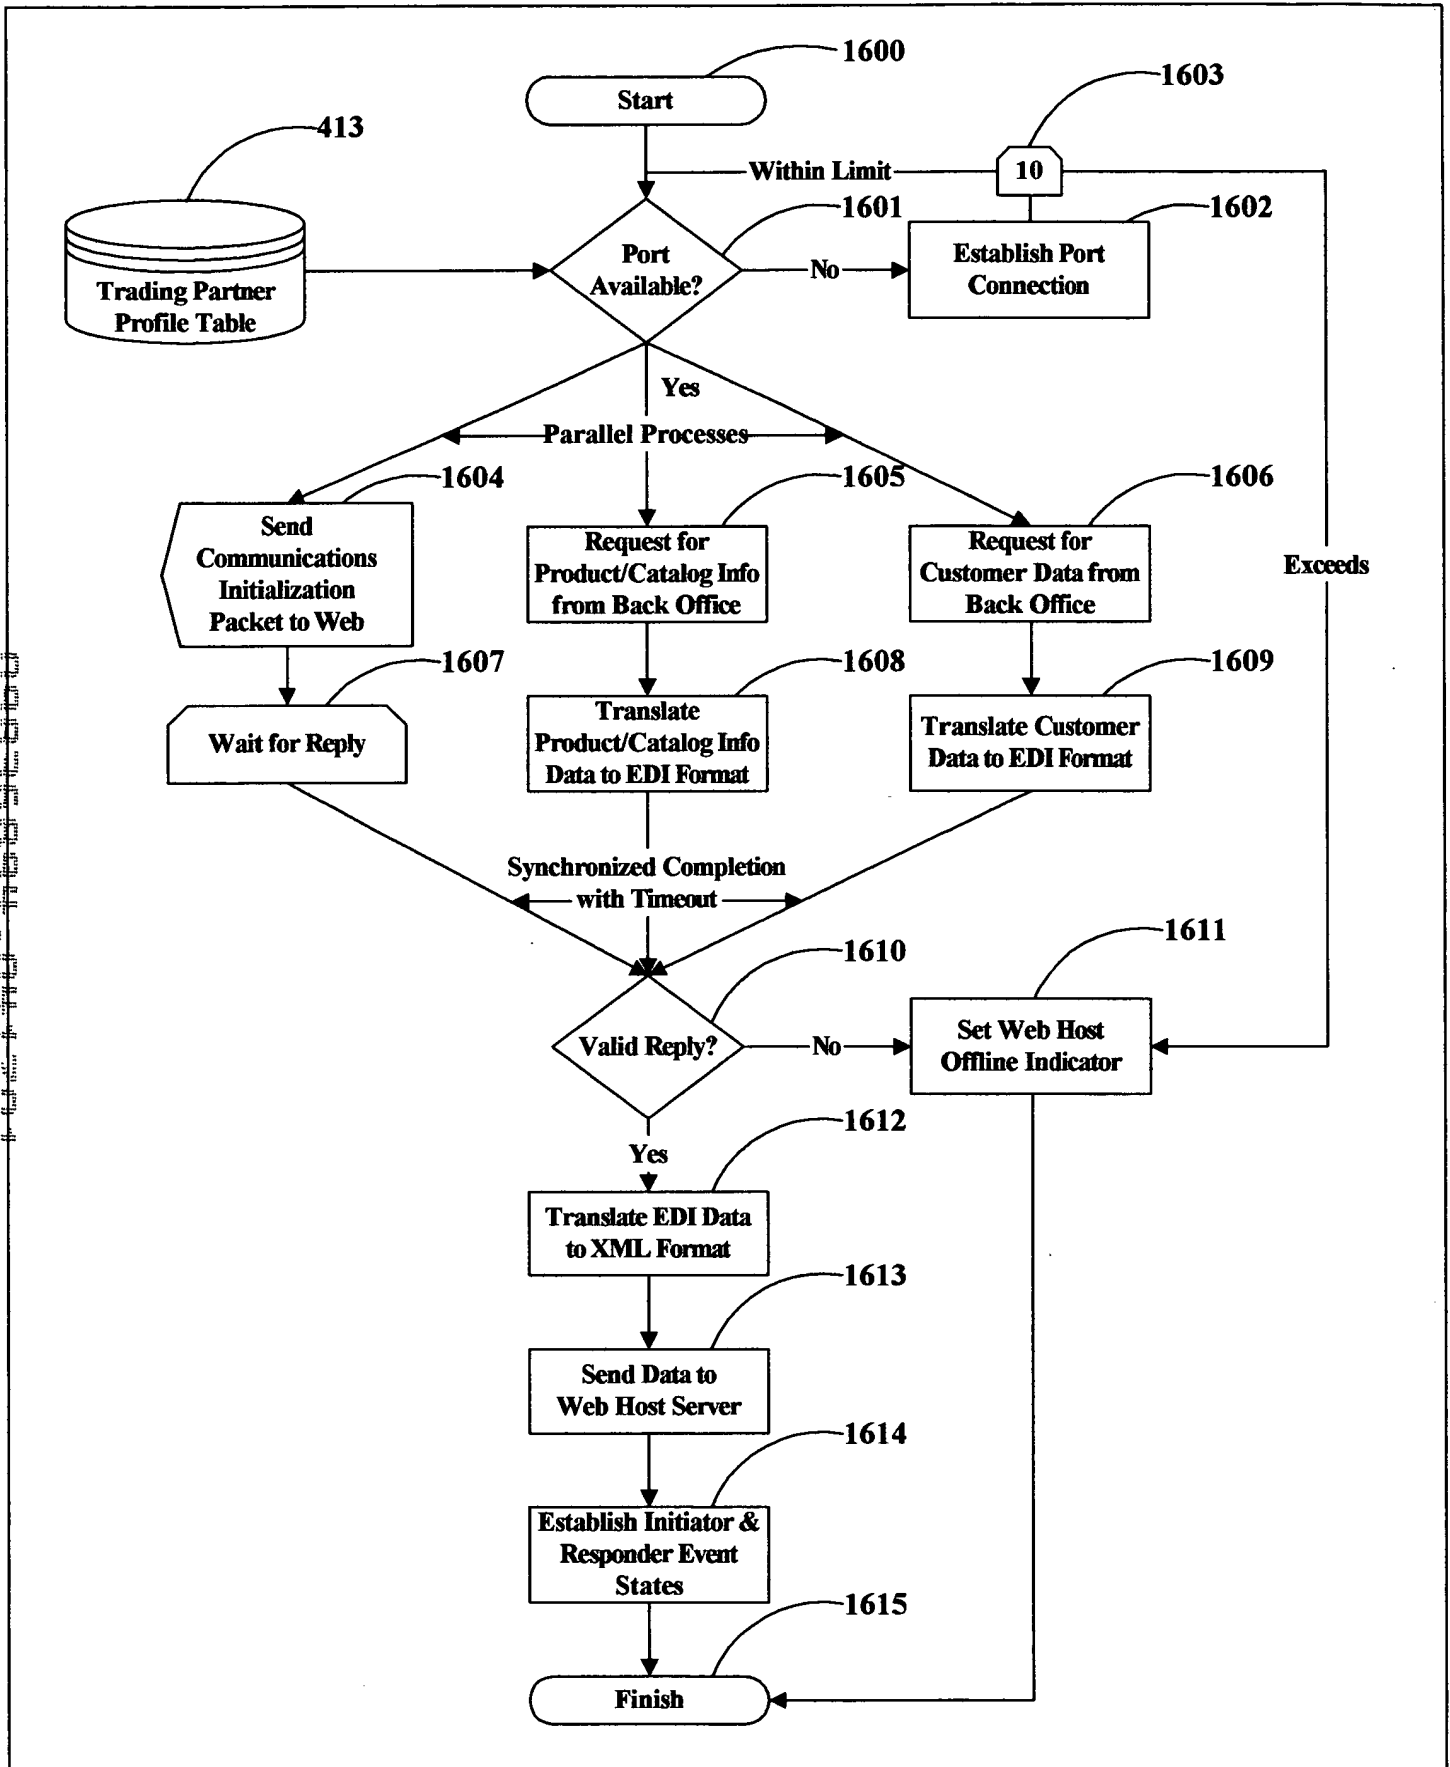 1600
Start
1603
413
Within Limit
10
1601
1602
Port
Available?
No
Establish Port
Connection
Trading Partner
Profile Table
Yes
Parallel Processes
1604
1605
1606
Send
Communications
Initialization
Packet to Web
Request for
Product/Catalog Info
from Back Office
Request for
Customer Data from
Back Office
Exceeds
1607
1608
1609
Wait for Reply
Translate
Product/Catalog Info
Data to EDI Format
Translate Customer
Data to EDI Format
Synchronized Completion
with Timeout
1610
1611
Valid Reply?
No
Set Web Host
Offline Indicator
1612
Yes
Translate EDI Data
to XML Format
1613
Send Data to
Web Host Server
1614
Establish Initiator &
Responder Event
States
1615
Finish